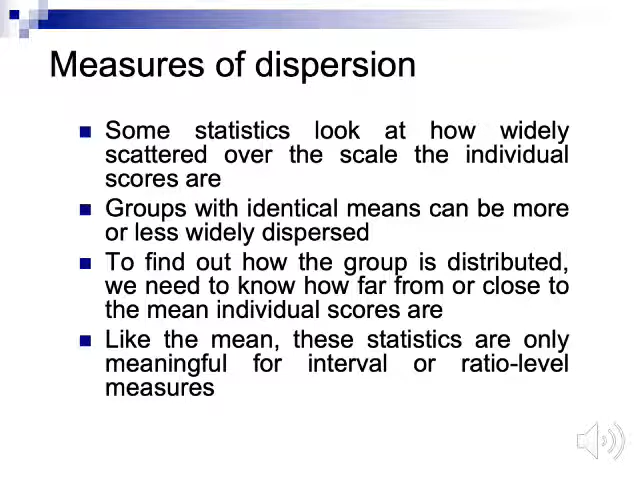 Measures of dispersion
Some statistics look at how widely
scattered over the scale the individual
scores are
Groups with identical means can be more
or less widely dispersed
To find out how the group is distributed,
we need to know how far from or close to
the mean individual scores are
Like the mean, these statistics are only
meaningful for interval or ratio-level
measures